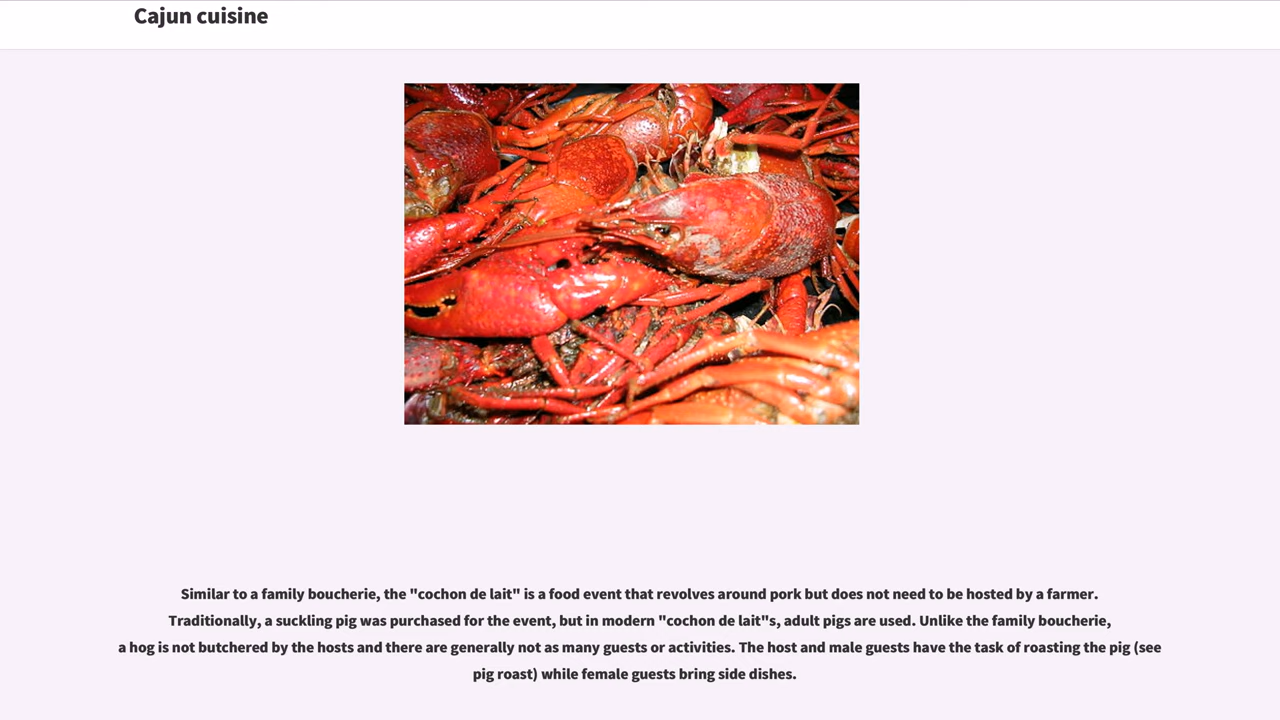 Cajun cuisine
Similar to a family boucherie, the "cochon de lait" is a food event that revolves around pork but does not need to be hosted by a farmer.
Traditionally, a suckling pig was purchased for the event, but in modern "cochon de lait"s, adult pigs are used. Unlike the family boucherie,
a hog is not butchered by the hosts and there are generally not as many guests or activities. The host and male guests have the task of roasting the pig (see
pig roast) while female guests bring side dishes.